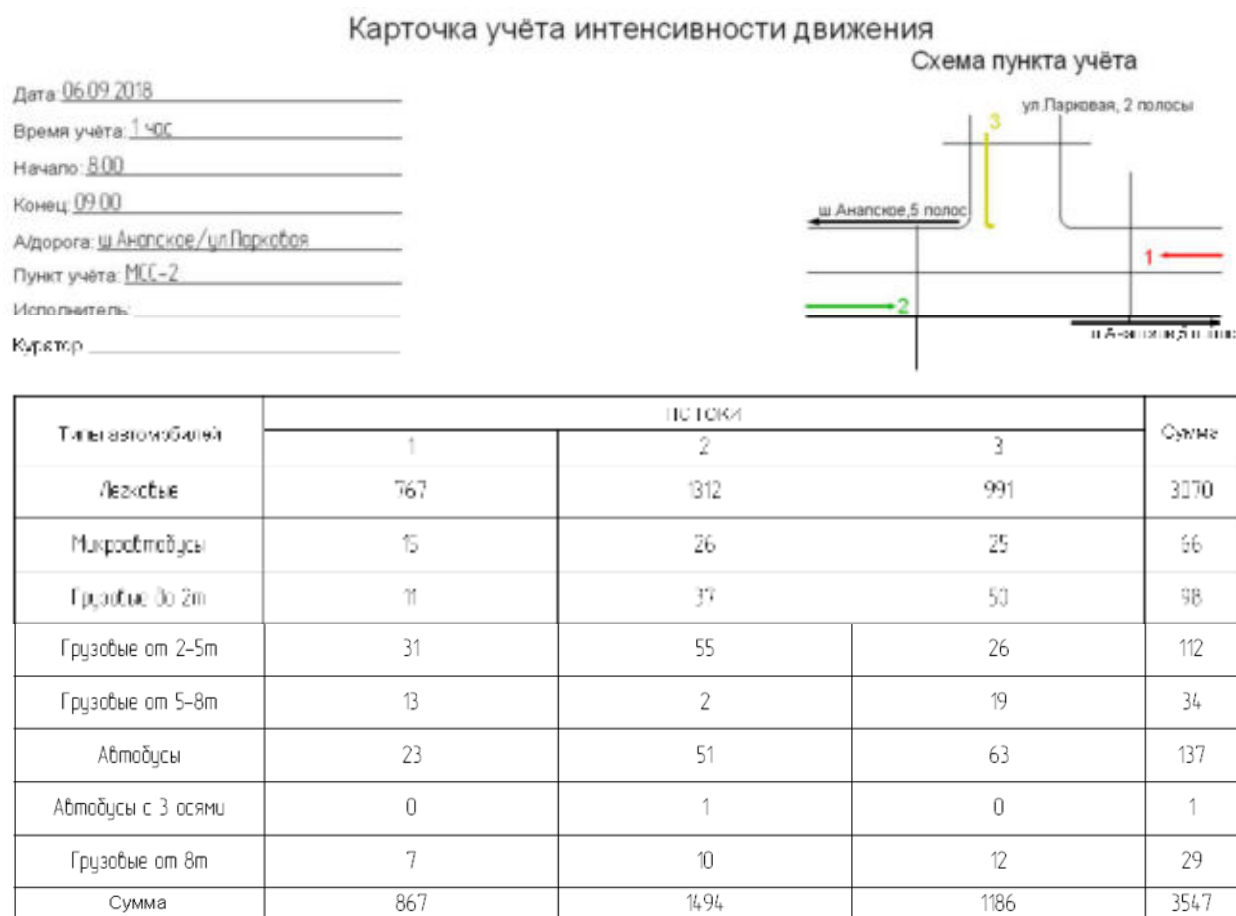 Карточка учёта интенсивности движения
Схема пункта учёта
Дата: 06.09.2018
Время учёта: 1 час
Начало: 8.00
Конец: 09.00
А/дорога: ш.Анапское/ул.Парковая
Пункт учёта: МСС-2
Исполнитель:
Куратор
ул.Парковая, 2 полосы
3
ш.Анапское,5 полос
1
2
ш.Анапское,5 полос
Типы автомобилей ПОТОКИ Сумма
1 2 3
Легковые 767 1312 991 3070
Микроавтобусы 15 26 25 66
Грузовые до 2т 11 37 50 98
Грузовые от 2-5т 31 55 26 112
Грузовые от 5-8т 13 2 19 34
Автобусы 23 51 63 137
Автобусы с 3 осями 0 1 0 1
Грузовые от 8т 7 10 12 29
Сумма 867 1494 1186 3547